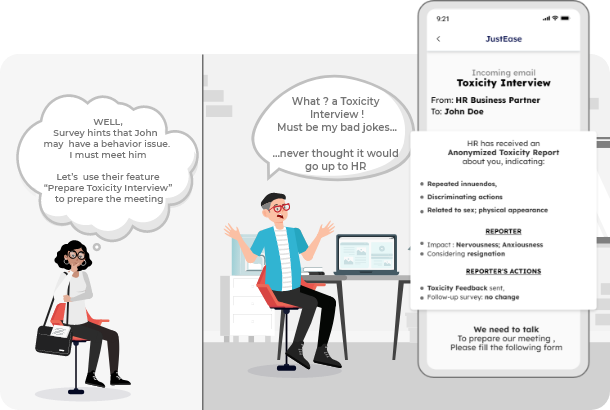 WELL,
Survey hints that John
may have a behavior issue.
I must meet him
Let's use their feature
“Prepare Toxicity Interview”
to prepare the meeting
What ? a Toxicity
Interview !
Must be my bad jokes...
...never thought it would
go up to HR
9:21
JustEase
Incoming email
Toxicity Interview
From: HR Business Partner
To: John Doe
HR has received an
Anonymized Toxicity Report
about you, indicating:
Repeated innuendos,
Discriminating actions
Related to sex; physical appearance
REPORTER
Impact : Nervousness; Anxiousness
Considering resignation
REPORTER'S ACTIONS
Toxicity Feedback sent,
Follow-up survey: no change
We need to talk
To prepare our meeting ,
Please fill the following form